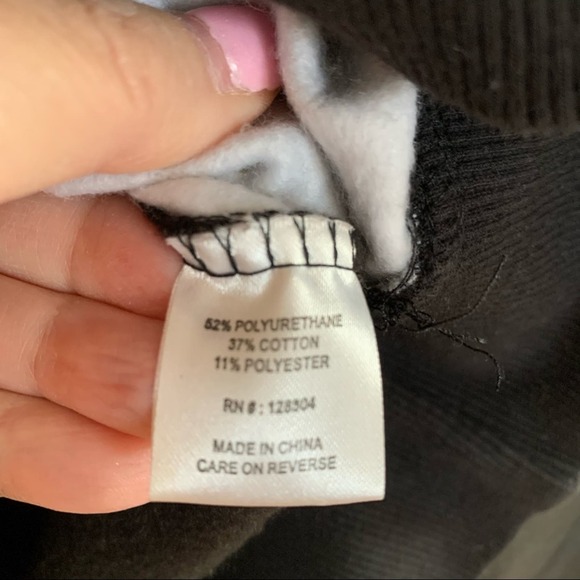 52% POLYURETHANE
37% COTTON
11% POLYESTER
RN # : 128304
MADE IN CHINA
CARE ON REVERSE